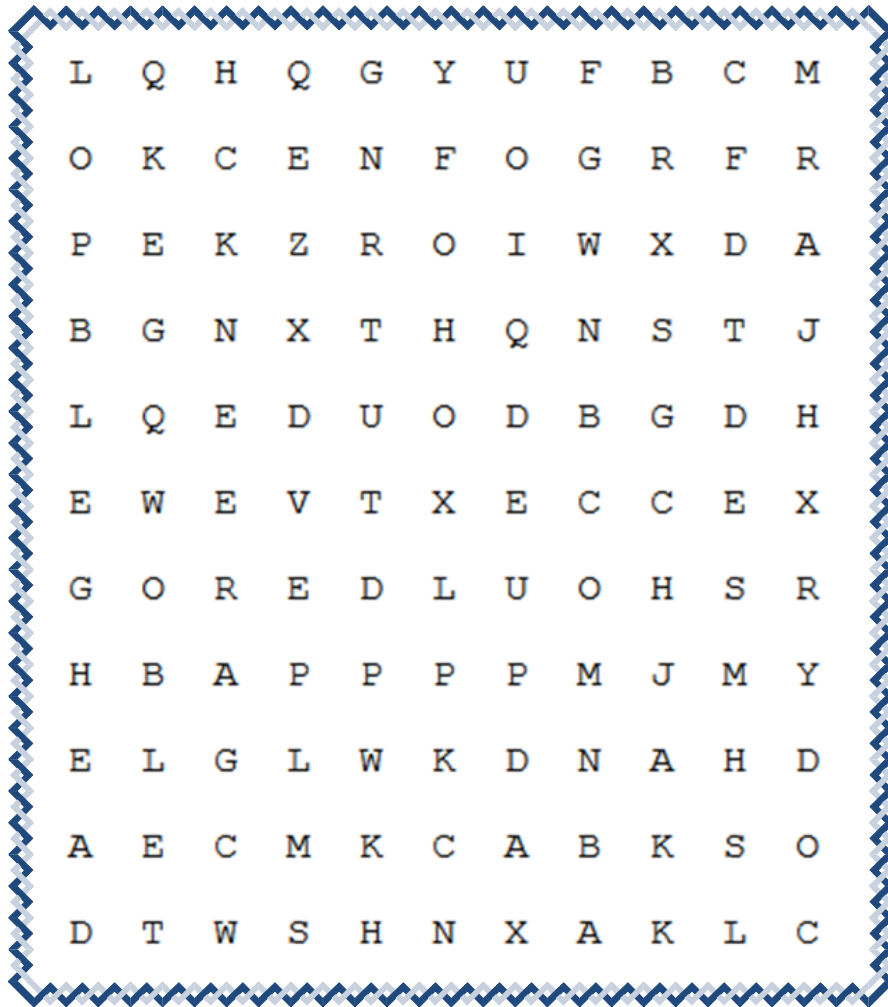 L Q H Q G Y U F B C M
O K C E N F O G R F R
P E K Z R O I W X D A
B G N X T H Q N S T J
L Q E D U O D B G D H
E W E V T X E C C E X
G O R E D L U O H S R
H B A P P P P M J M Y
E L G L W K D N A H D
A E C M K C A B K S O
D T W S H N X A K L C